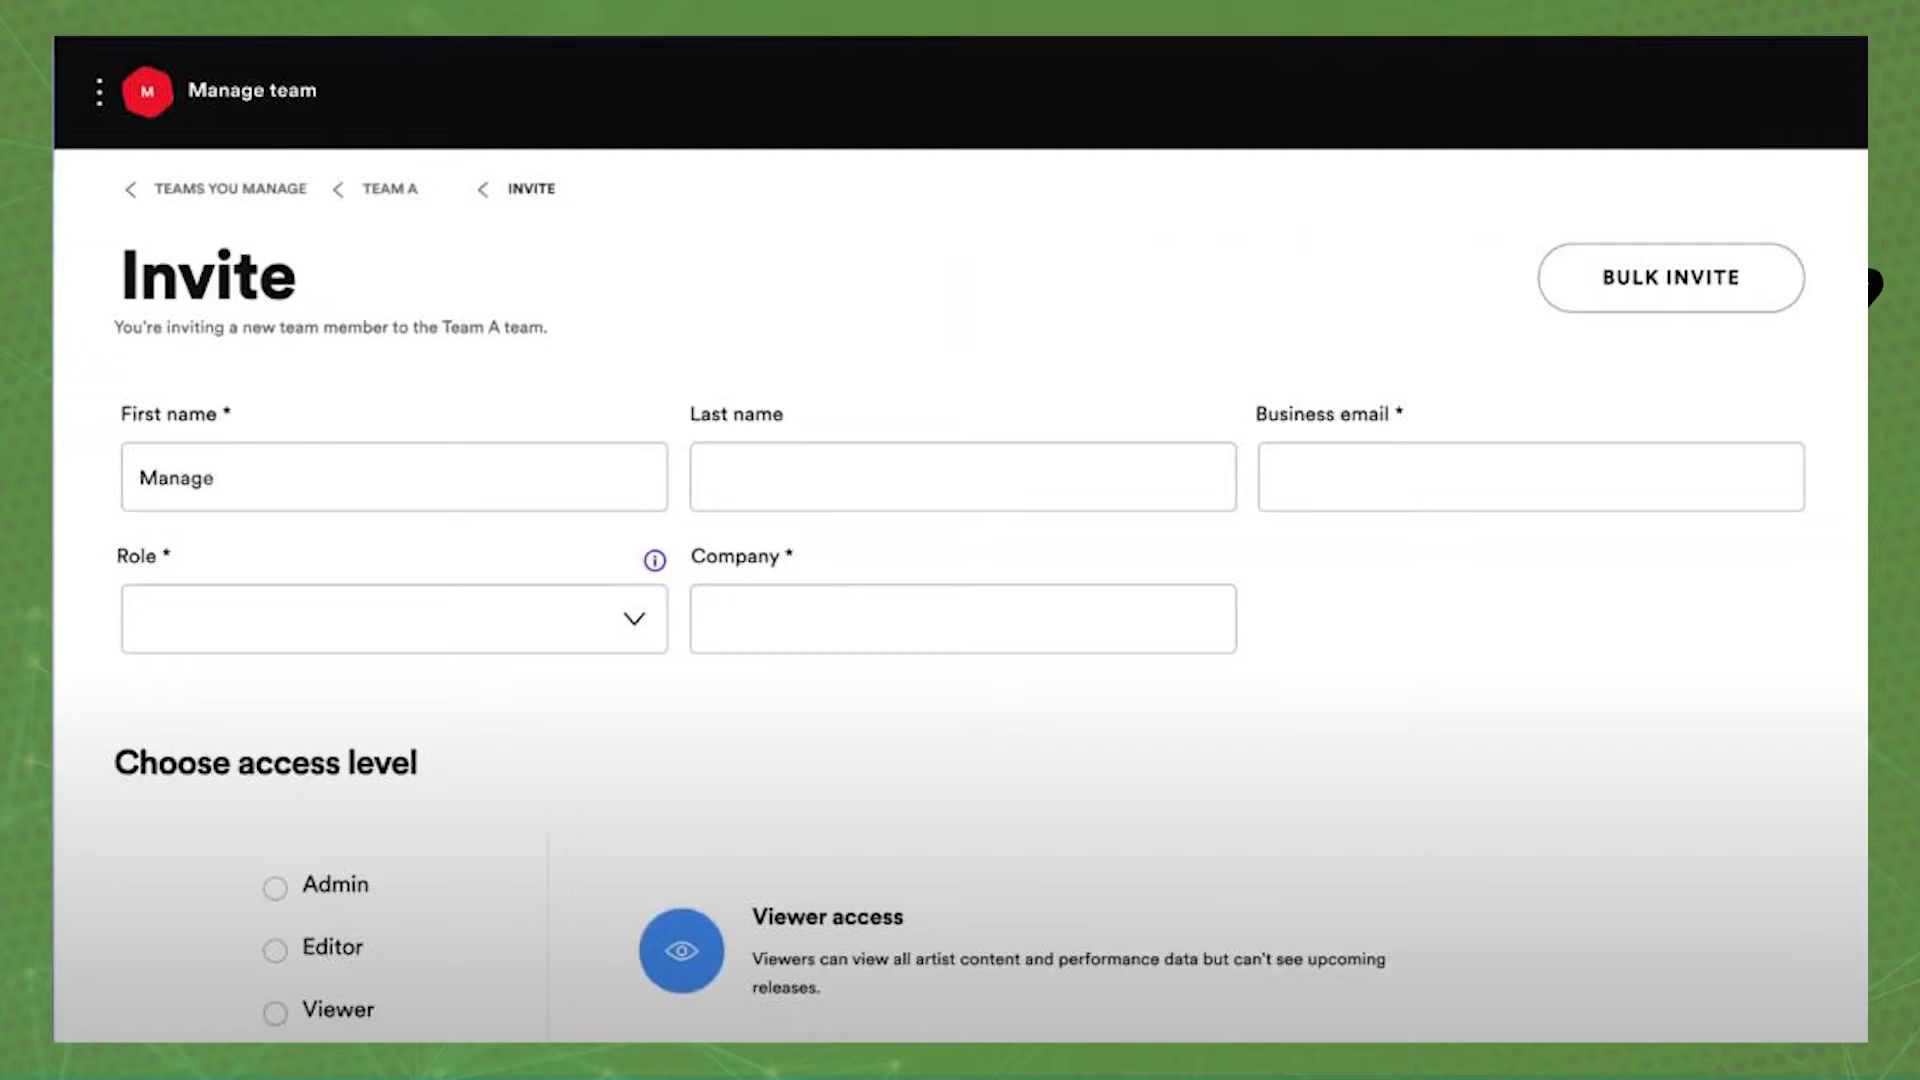 M Manage team
TEAMS YOU MANAGE TEAM A INVITE
Invite
BULK INVITE
You're inviting a new team member to the Team A team.
First name * Last name Business email *
Manage
Role * Company *
Choose access level
Admin
Editor
Viewer
Viewer access
Viewers can view all artist content and performance data but can't see upcoming
releases.